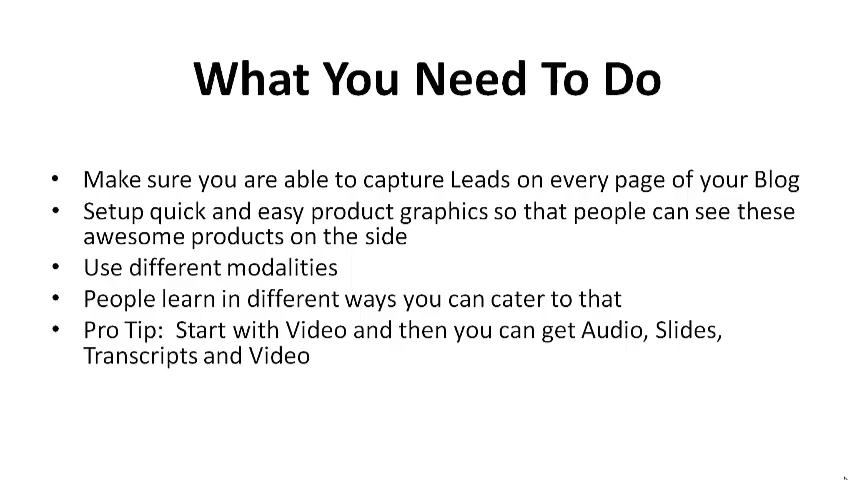 What You Need To Do
• Make sure you are able to capture Leads on every page of your Blog
• Setup quick and easy product graphics so that people can see these
awesome products on the side
• Use different modalities
• People learn in different ways you can cater to that
• Pro Tip:  Start with Video and then you can get Audio, Slides,
Transcripts and Video